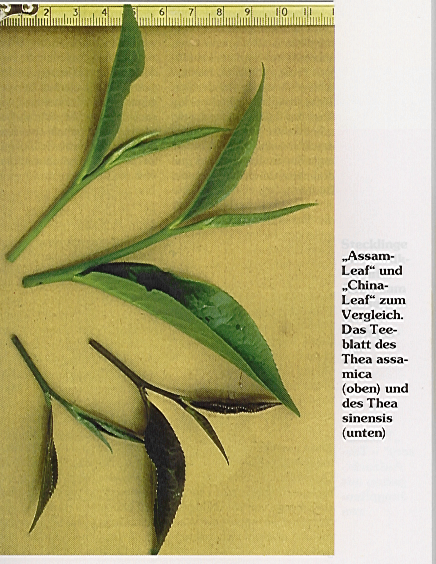 2 3 4 5 6 7 8 9 10 11
„Assam-
Leaf“ und
„China-
Leaf“ zum
Vergleich.
Das Tee-
blatt des
Thea assa-
mica
(oben) und
des Thea
sinensis
(unten)